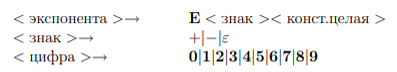 < экспонента >→ E < знак >< конст.целая >
< знак >→ +|−|ε
< цифра >→ 0|1|2|3|4|5|6|7|8|9